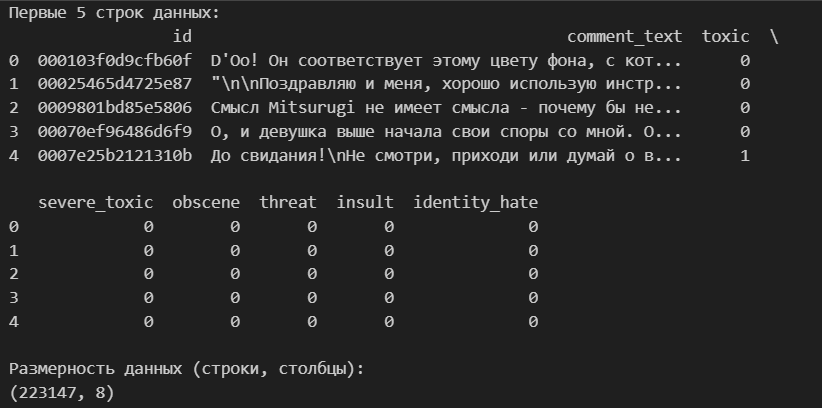 Первые 5 строк данных:
id comment_text toxic \
0 000103f0d9cfb60f D'Oo! Он соответствует этому цвету фона, с кот... 0
1 00025465d4725e87 "\n\nПоздравляю и меня, хорошо использую инстр... 0
2 0009801bd85e5806 Смысл Mitsurugi не имеет смысла - почему бы не... 0
3 00070ef96486d6f9 О, и девушка выше начала свои споры со мной. О... 0
4 0007e25b2121310b До свидания!\nНе смотри, приходи или думай о в... 1
severe_toxic obscene threat insult identity_hate
0 0 0 0 0 0
1 0 0 0 0 0
2 0 0 0 0 0
3 0 0 0 0 0
4 0 0 0 0 0
Размерность данных (строки, столбцы):
(223147, 8)